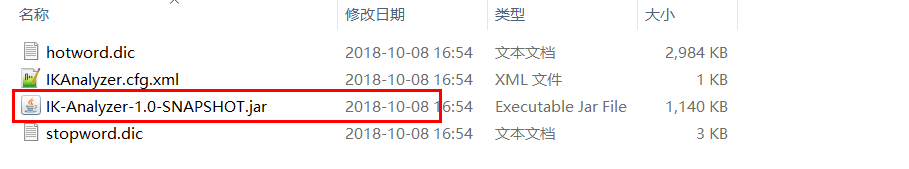 名称 修改日期 类型 大小
hotword.dic 2018-10-08 16:54 文本文档 2,984 KB
IKAnalyzer.cfg.xml 2018-10-08 16:54 XML 文件 1 KB
IK-Analyzer-1.0-SNAPSHOT.jar 2018-10-08 16:54 Executable Jar File 1,140 KB
stopword.dic 2018-10-08 16:54 文本文档 3 KB